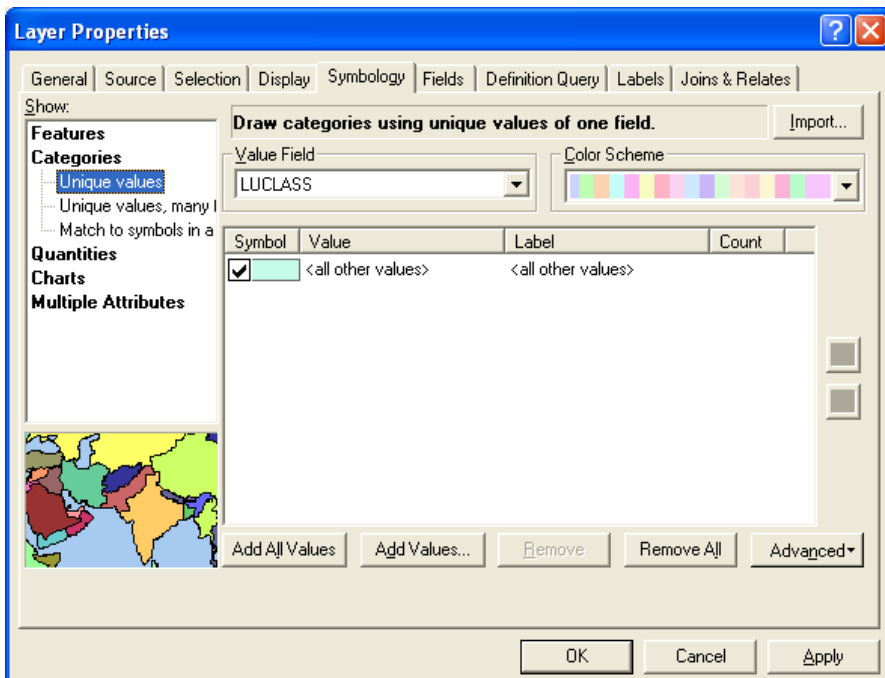 Layer Properties
General Source Selection Display Symbology Fields Definition Query Labels Joins & Relates
Show:
Features
Categories
Unique values
Unique values, many
Match to symbols in a
Quantities
Charts
Multiple Attributes
Draw categories using unique values of one field.
Import...
Value Field
LUCLASS
Color Scheme
Symbol Value Label Count
<all other values> <all other values>
Add All Values Add Values... Remove Remove All Advanced
OK Cancel Apply